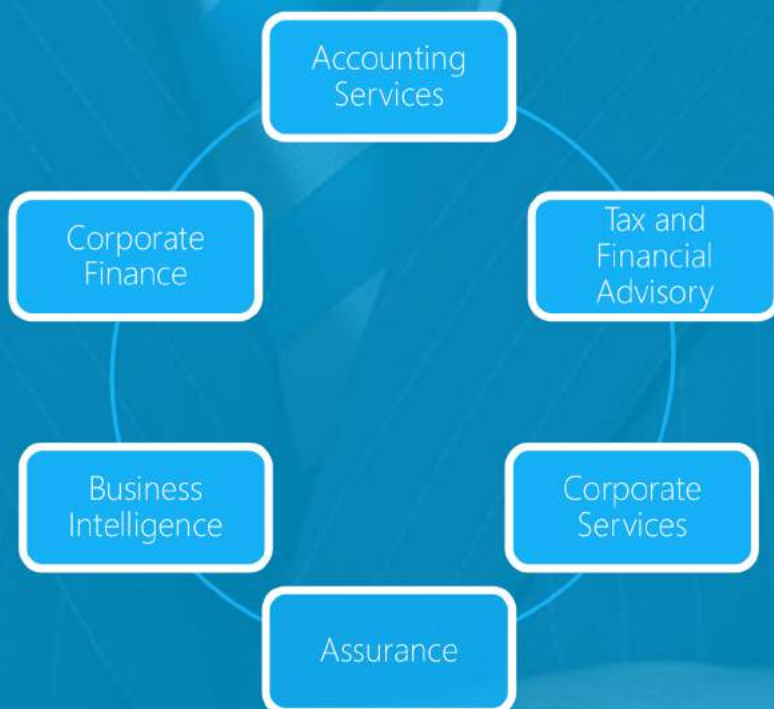 Accounting
Services
Tax and
Financial
Advisory
Corporate
Services
Assurance
Business
Intelligence
Corporate
Finance